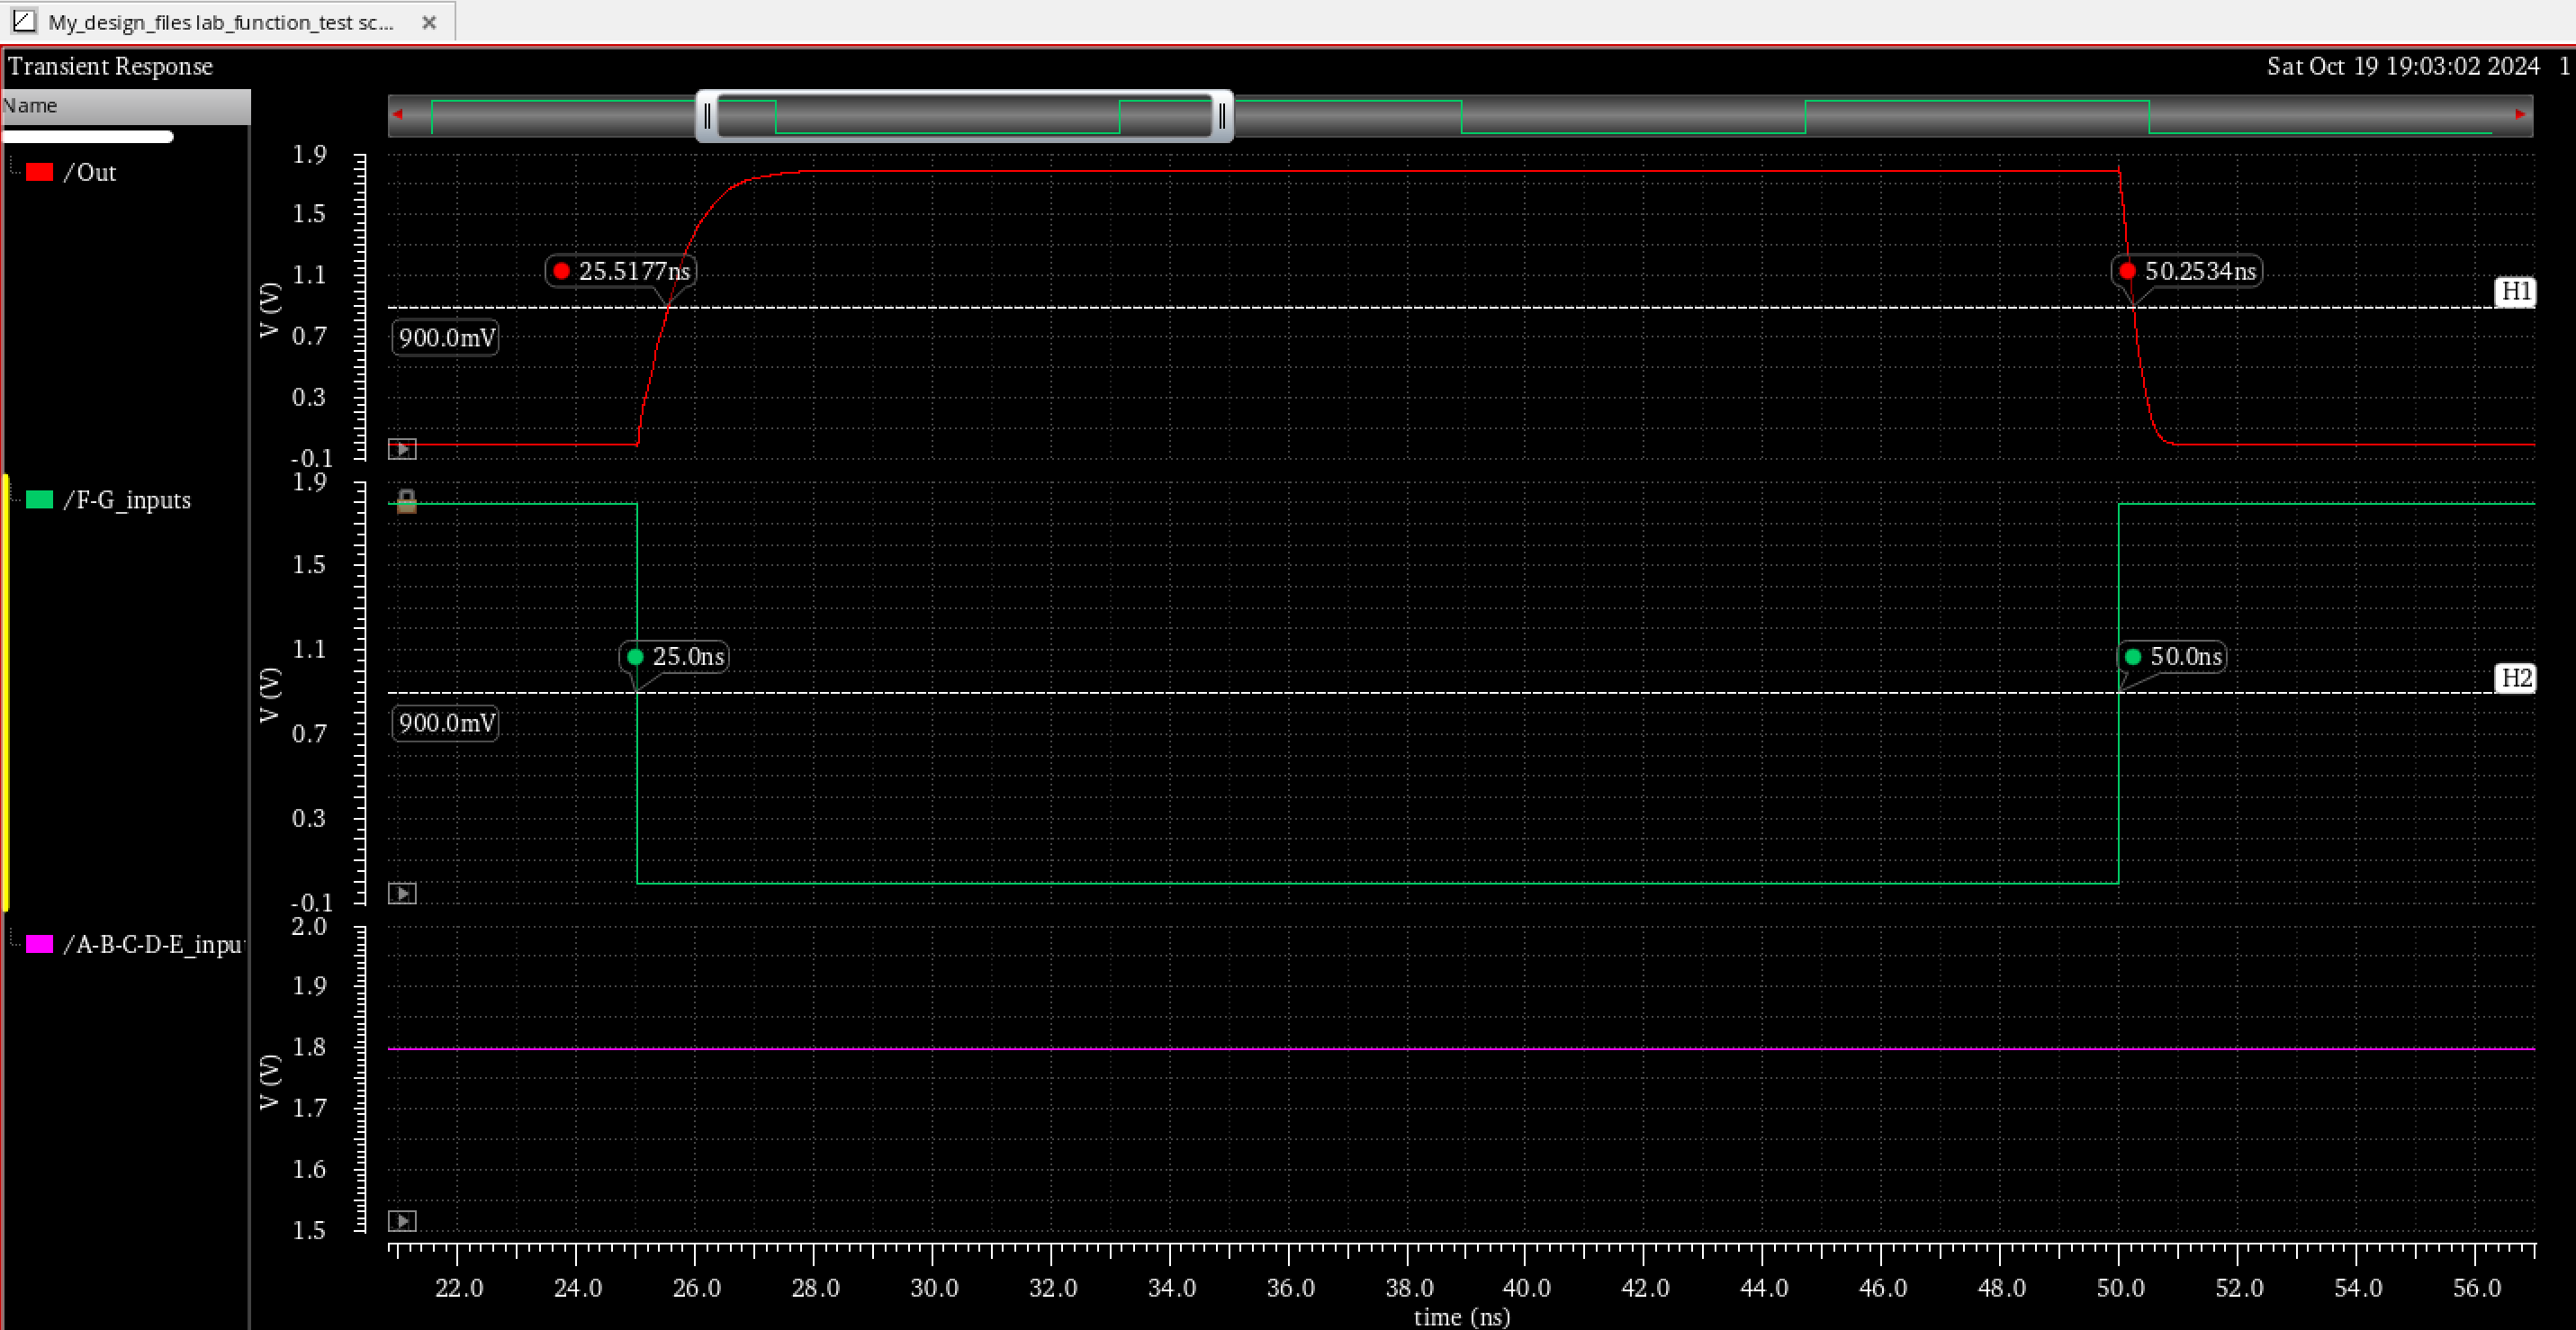 My_design_files lab_function_test sc...
Transient Response
Sat Oct 19 19:03:02 2024 1
Name
/Out
1.9
1.5
1.1
0.7
0.3
-0.1
V (V)
25.5177ns
50.2534ns
H1
900.0mV
/F-G_inputs
1.9
1.5
1.1
0.7
0.3
-0.1
V (V)
25.0ns
50.0ns
H2
900.0mV
/A-B-C-D-E_inpu
2.0
1.9
1.8
1.7
1.6
1.5
V (V)
22.0 24.0 26.0 28.0 30.0 32.0 34.0 36.0 38.0 40.0 42.0 44.0 46.0 48.0 50.0 52.0 54.0 56.0
time (ns)